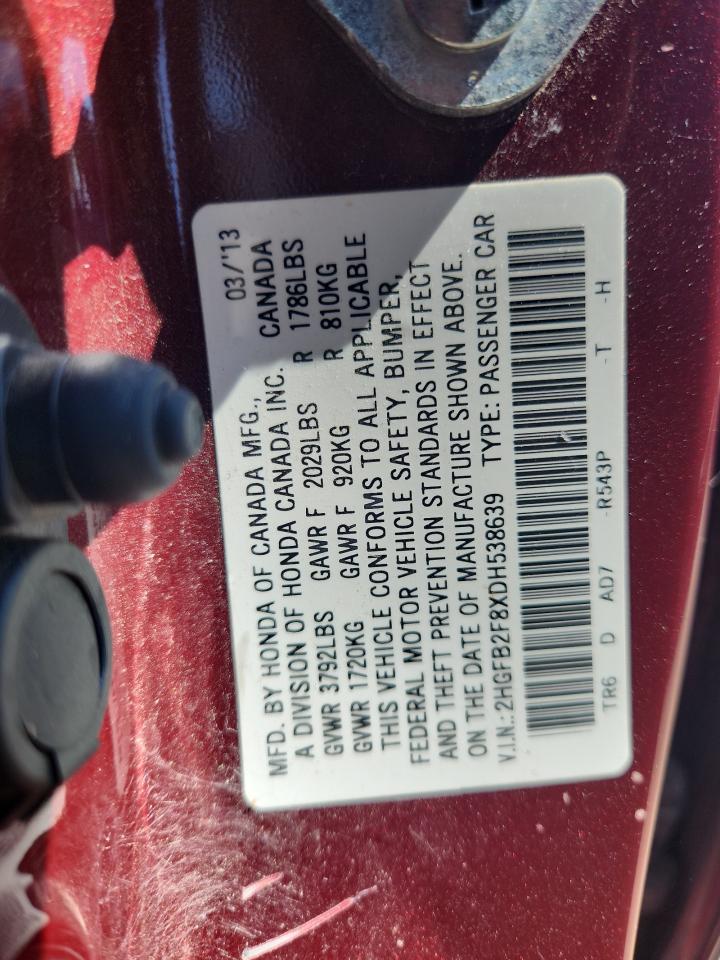 MFD. BY HONDA OF CANADA MFG., 03/'13
A DIVISION OF HONDA CANADA INC. CANADA
GVWR 3792LBS GAWR F 2029LBS R 1786LBS
GVWR 1720KG GAWR F 920KG R 810KG
THIS VEHICLE CONFORMS TO ALL APPLICABLE
FEDERAL MOTOR VEHICLE SAFETY, BUMPER,
AND THEFT PREVENTION STANDARDS IN EFFECT
ON THE DATE OF MANUFACTURE SHOWN ABOVE.
V.I.N.: 2HGFB2F8XDH538639 TYPE: PASSENGER CAR
TR6 D AD7 -R543P -T -H